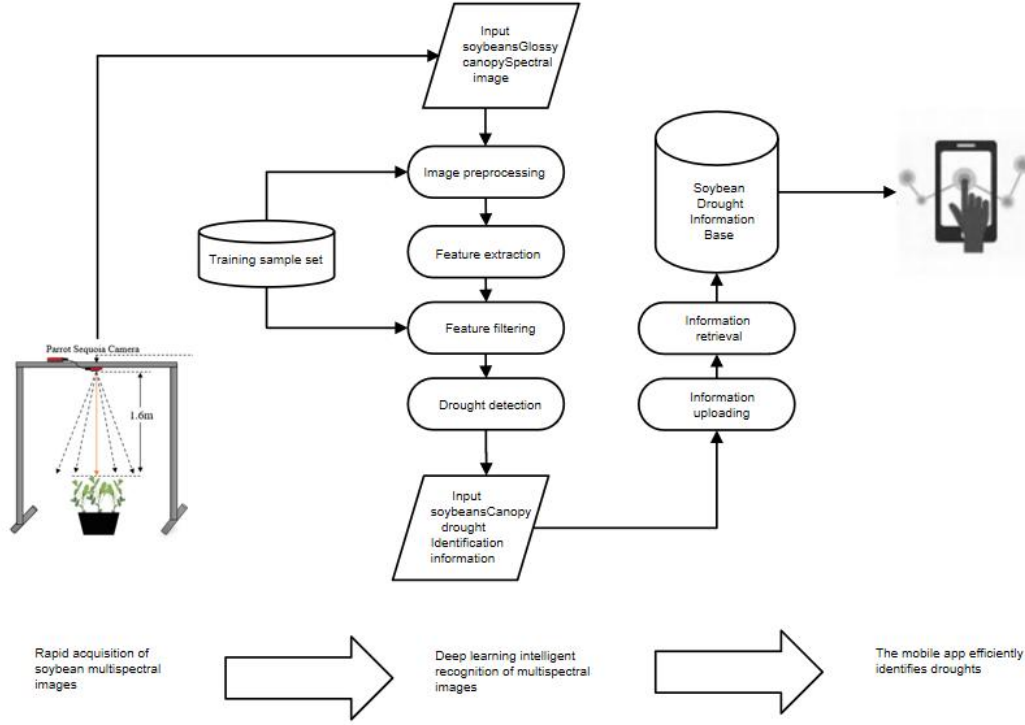 Input
soybeansGlossy
canopySpectral
image
Image preprocessing
Training sample set
Feature extraction
Feature filtering
Drought detection
Input
soybeansCanopy
drought
Identification
information
Soybean
Drought
Information
Base
Information
retrieval
Information
uploading
Parrot Sequoia Camera
1.6m
Rapid acquisition of
soybean multispectral
images
Deep learning intelligent
recognition of multispectral
images
The mobile app efficiently
identifies droughts